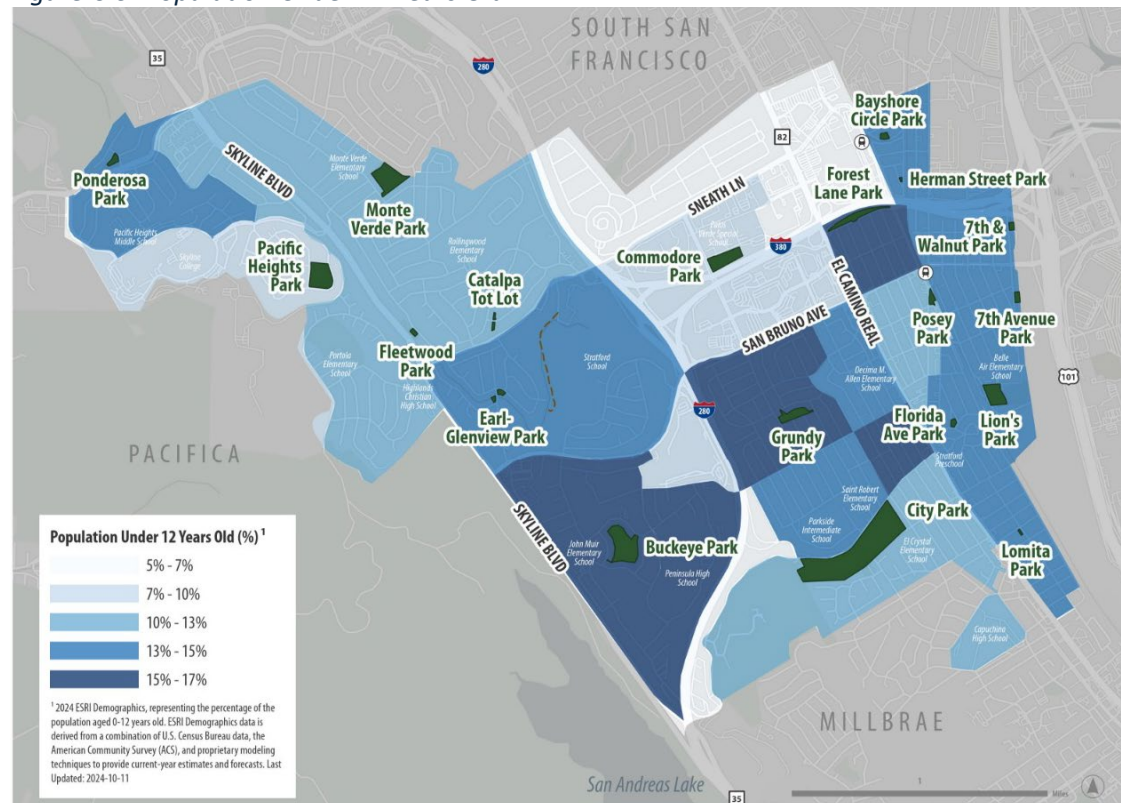 SOUTH SAN
FRANCISCO
35
280
82
Bayshore
Circle Park
Ponderosa
Park
SKYLINE BLVD
Monte Verde
Elementary
School
Monte
Verde Park
SNEATH LN
Forest
Lane Park
Herman Street Park
Pacific Heights
Middle School
Skyline
College
Pacific
Heights
Park
Rollingwood
Elementary
School
Catalpa
Tot Lot
Commodore
Park
380
7th &
Walnut Park
EL CAMINO REAL
SAN BRUNO AVE
Posey
Park
7th Avenue
Park
101
Portola
Elementary
School
Fleetwood
Park
Highlands
Christian
High School
Stratford
School
Decima M.
Allen Elementary
School
Belle
Air Elementary
School
280
Earl-
Glenview Park
Grundy
Park
Florida
Ave Park
Lion's
Park
Stratford
Preschool
PACIFICA
SKYLINE BLVD
Saint Robert
Elementary
School
City Park
Parkside
Intermediate
School
John Muir
Elementary
School
Buckeye Park
Peninsula High
School
El Crystal
Elementary
School
Lomita
Park
Capuchino
High School
MILLBRAE
San Andreas Lake
35
1
Miles
Population Under 12 Years Old (%) 1
5% - 7%
7% - 10%
10% - 13%
13% - 15%
15% - 17%
1 2024 ESRI Demographics, representing the percentage of the
population aged 0-12 years old. ESRI Demographics data is
derived from a combination of U.S. Census Bureau data, the
American Community Survey (ACS), and proprietary modeling
techniques to provide current-year estimates and forecasts. Last
Updated: 2024-10-11